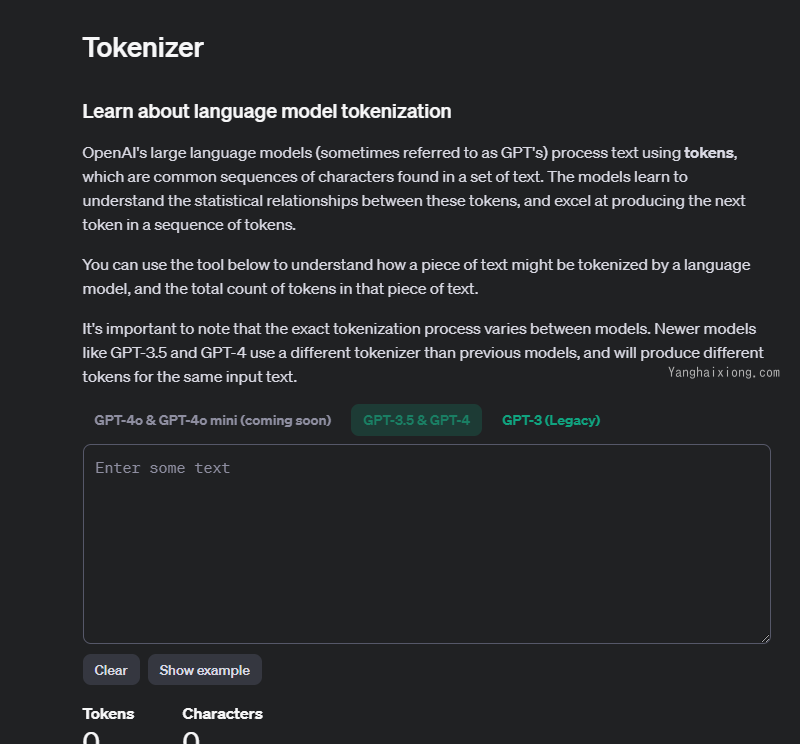 Tokenizer
Learn about language model tokenization
OpenAI's large language models (sometimes referred to as GPT's) process text using tokens,
which are common sequences of characters found in a set of text. The models learn to
understand the statistical relationships between these tokens, and excel at producing the next
token in a sequence of tokens.
You can use the tool below to understand how a piece of text might be tokenized by a language
model, and the total count of tokens in that piece of text.
It's important to note that the exact tokenization process varies between models. Newer models
like GPT-3.5 and GPT-4 use a different tokenizer than previous models, and will produce different
tokens for the same input text.
Yanghaixiong.com
GPT-4o & GPT-4o mini (coming soon) GPT-3.5 & GPT-4 GPT-3 (Legacy)
Enter some text
Clear Show example
Tokens Characters
0 0